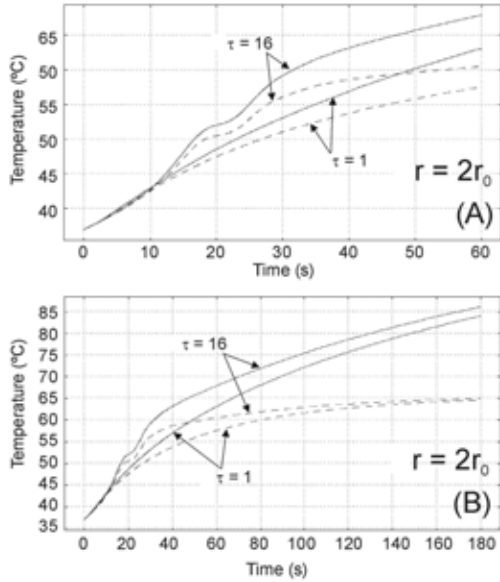 65
60
55
50
45
40
Temperature (ºC)
τ = 16
τ = 1
r = 2r₀
(A)
0
10
20
30
40
50
60
Time (s)
85
80
75
70
65
60
55
50
45
40
35
Temperature (ºC)
τ = 16
τ = 1
r = 2r₀
(B)
0
20
40
60
80
100
120
140
160
180
Time (s)